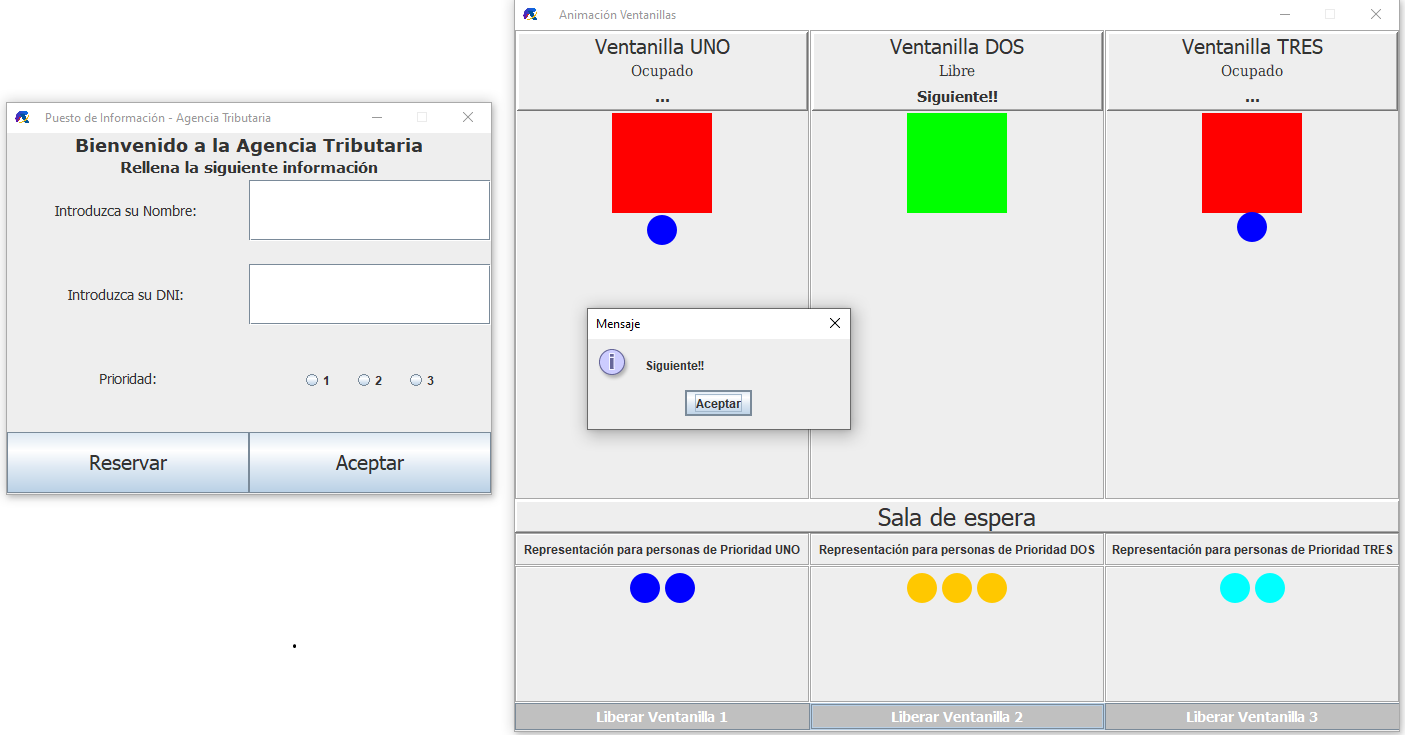 Puesto de Información - Agencia Tributaria
Bienvenido a la Agencia Tributaria
Rellena la siguiente información
Introduzca su Nombre:
Introduzca su DNI:
Prioridad:
1 2 3
Reservar Aceptar
Animación Ventanillas
Ventanilla UNO Ventanilla DOS Ventanilla TRES
Ocupado Libre Ocupado
... Siguiente!! ...
Mensaje
Siguiente!!
Aceptar
Sala de espera
Representación para personas de Prioridad UNO Representación para personas de Prioridad DOS Representación para personas de Prioridad TRES
Liberar Ventanilla 1 Liberar Ventanilla 2 Liberar Ventanilla 3